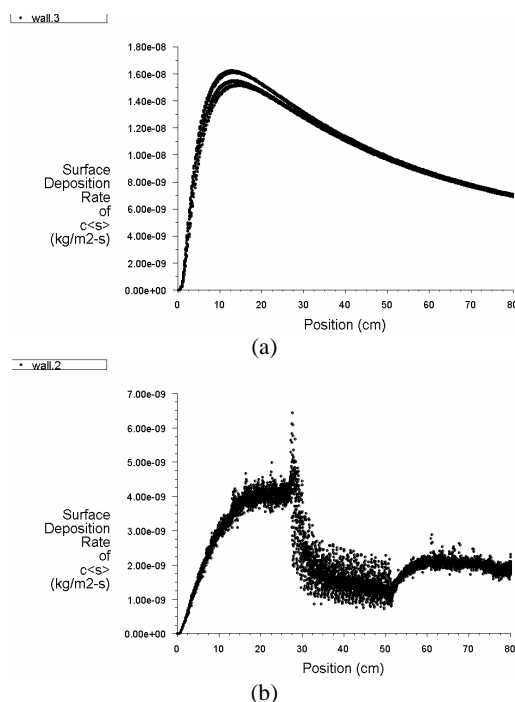 wall.3
1.80e-08
1.60e-08
1.40e-08
1.20e-08
1.00e-08
8.00e-09
6.00e-09
4.00e-09
2.00e-09
0.00e+00
Surface
Deposition
Rate
of
c<s>
(kg/m2-s)
0 10 20 30 40 50 60 70 80
Position (cm)
(a)
wall.2
7.00e-09
6.00e-09
5.00e-09
4.00e-09
3.00e-09
2.00e-09
1.00e-09
0.00e+00
Surface
Deposition
Rate
of
c<s>
(kg/m2-s)
0 10 20 30 40 50 60 70 80
Position (cm)
(b)